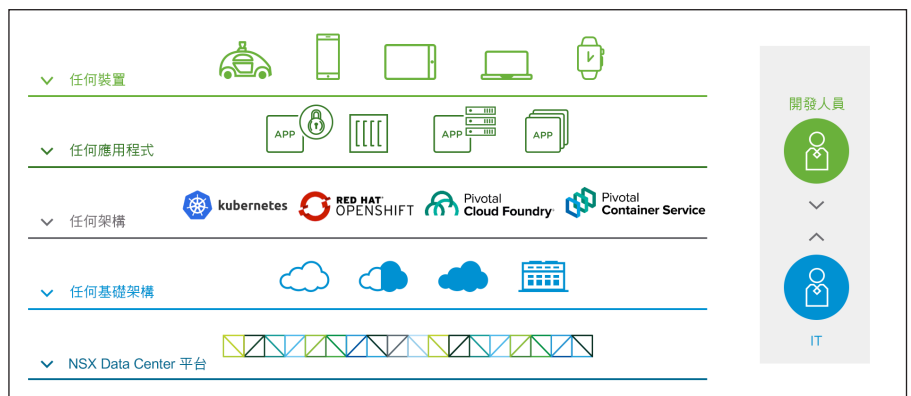 任何裝置
APP
APP
APP
任何應用程式
kubernetes
RED HAT®
OPENSHIFT
Pivotal
Cloud Foundry
Pivotal
Container Service
任何架構
任何基礎架構
NSX Data Center 平台
開發人員
IT